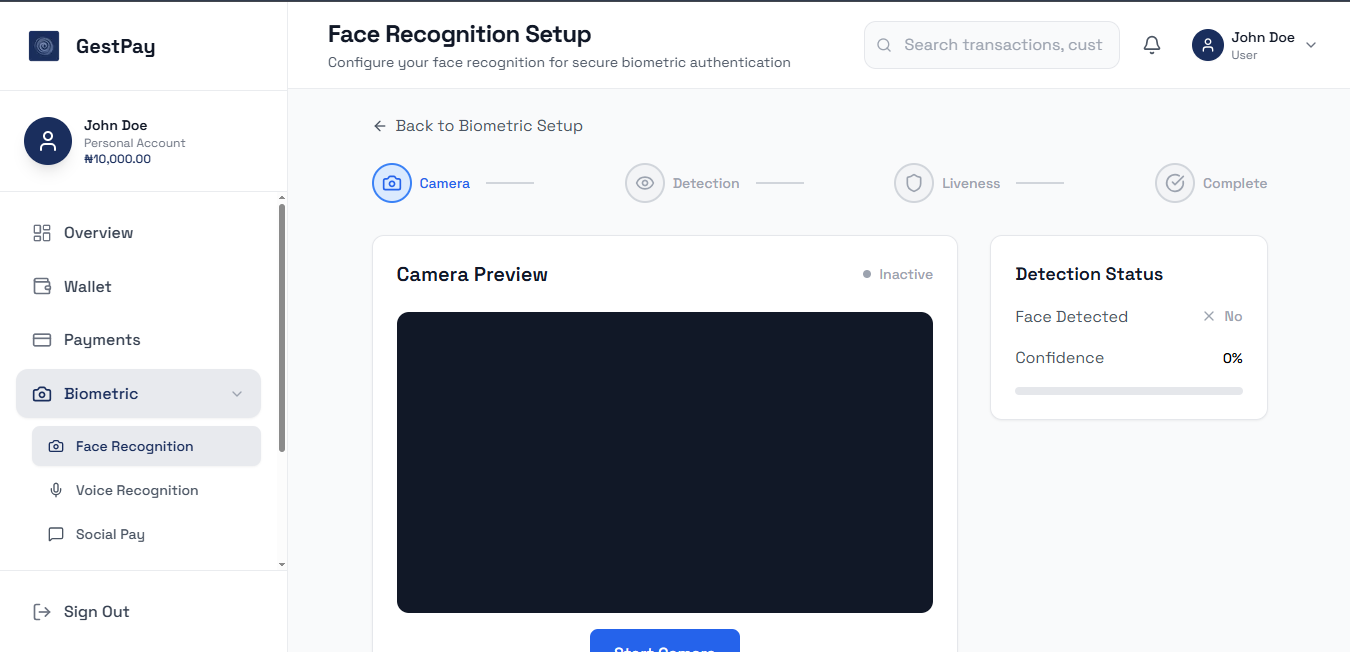 GestPay
John Doe
Personal Account
₦10,000.00
Overview
Wallet
Payments
Biometric
Face Recognition
Voice Recognition
Social Pay
Sign Out
Face Recognition Setup
Configure your face recognition for secure biometric authentication
Search transactions, cust
John Doe
User
Back to Biometric Setup
Camera
Detection
Liveness
Complete
Camera Preview
Inactive
Start Camera
Detection Status
Face Detected
No
Confidence
0%